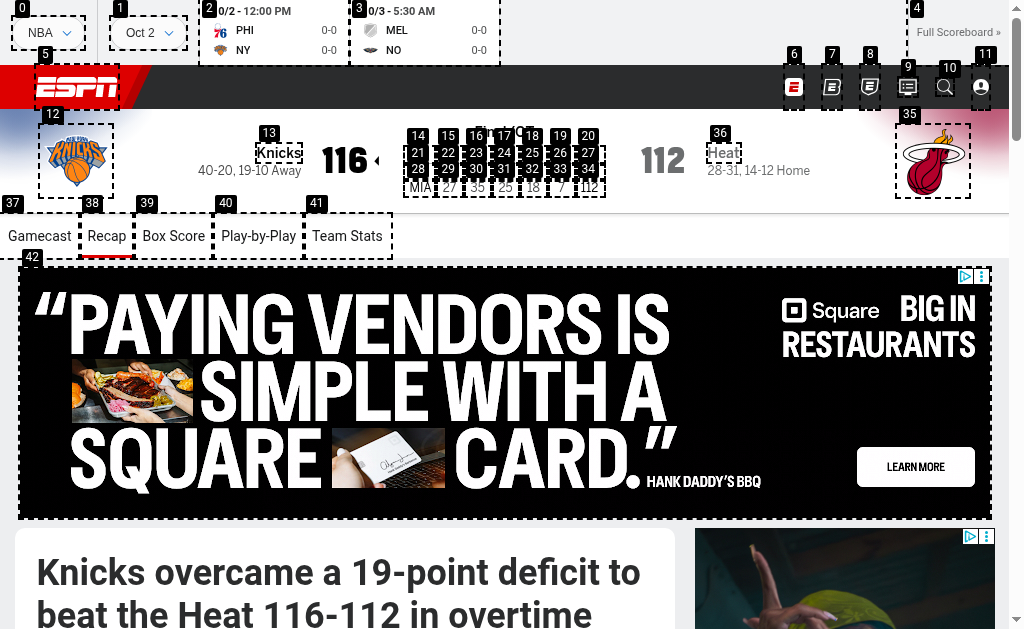 NBA
Oct 2
0/2 - 12:00 PM
PHI 0-0
NY 0-0
0/3 - 5:30 AM
MEL 0-0
NO 0-0
Full Scoreboard »
0
1
2
3
4
5
6
7
8
9
10
11
ESPN
12
13
Knicks
40-20, 19-10 Away
116
14 15 16 17 18 19 20
21 22 23 24 25 26 27
28 29 30 31 32 33 34
MIA 27 35 25 18 7 112
112
36
Heat
28-31, 14-12 Home
35
37 38 39 40 41
Gamecast Recap Box Score Play-by-Play Team Stats
42
“PAYING VENDORS IS
SIMPLE WITH A
SQUARE CARD.”
HANK DADDY'S BBQ
Square BIG IN
RESTAURANTS
LEARN MORE
Knicks overcame a 19-point deficit to
beat the Heat 116-112 in overtime